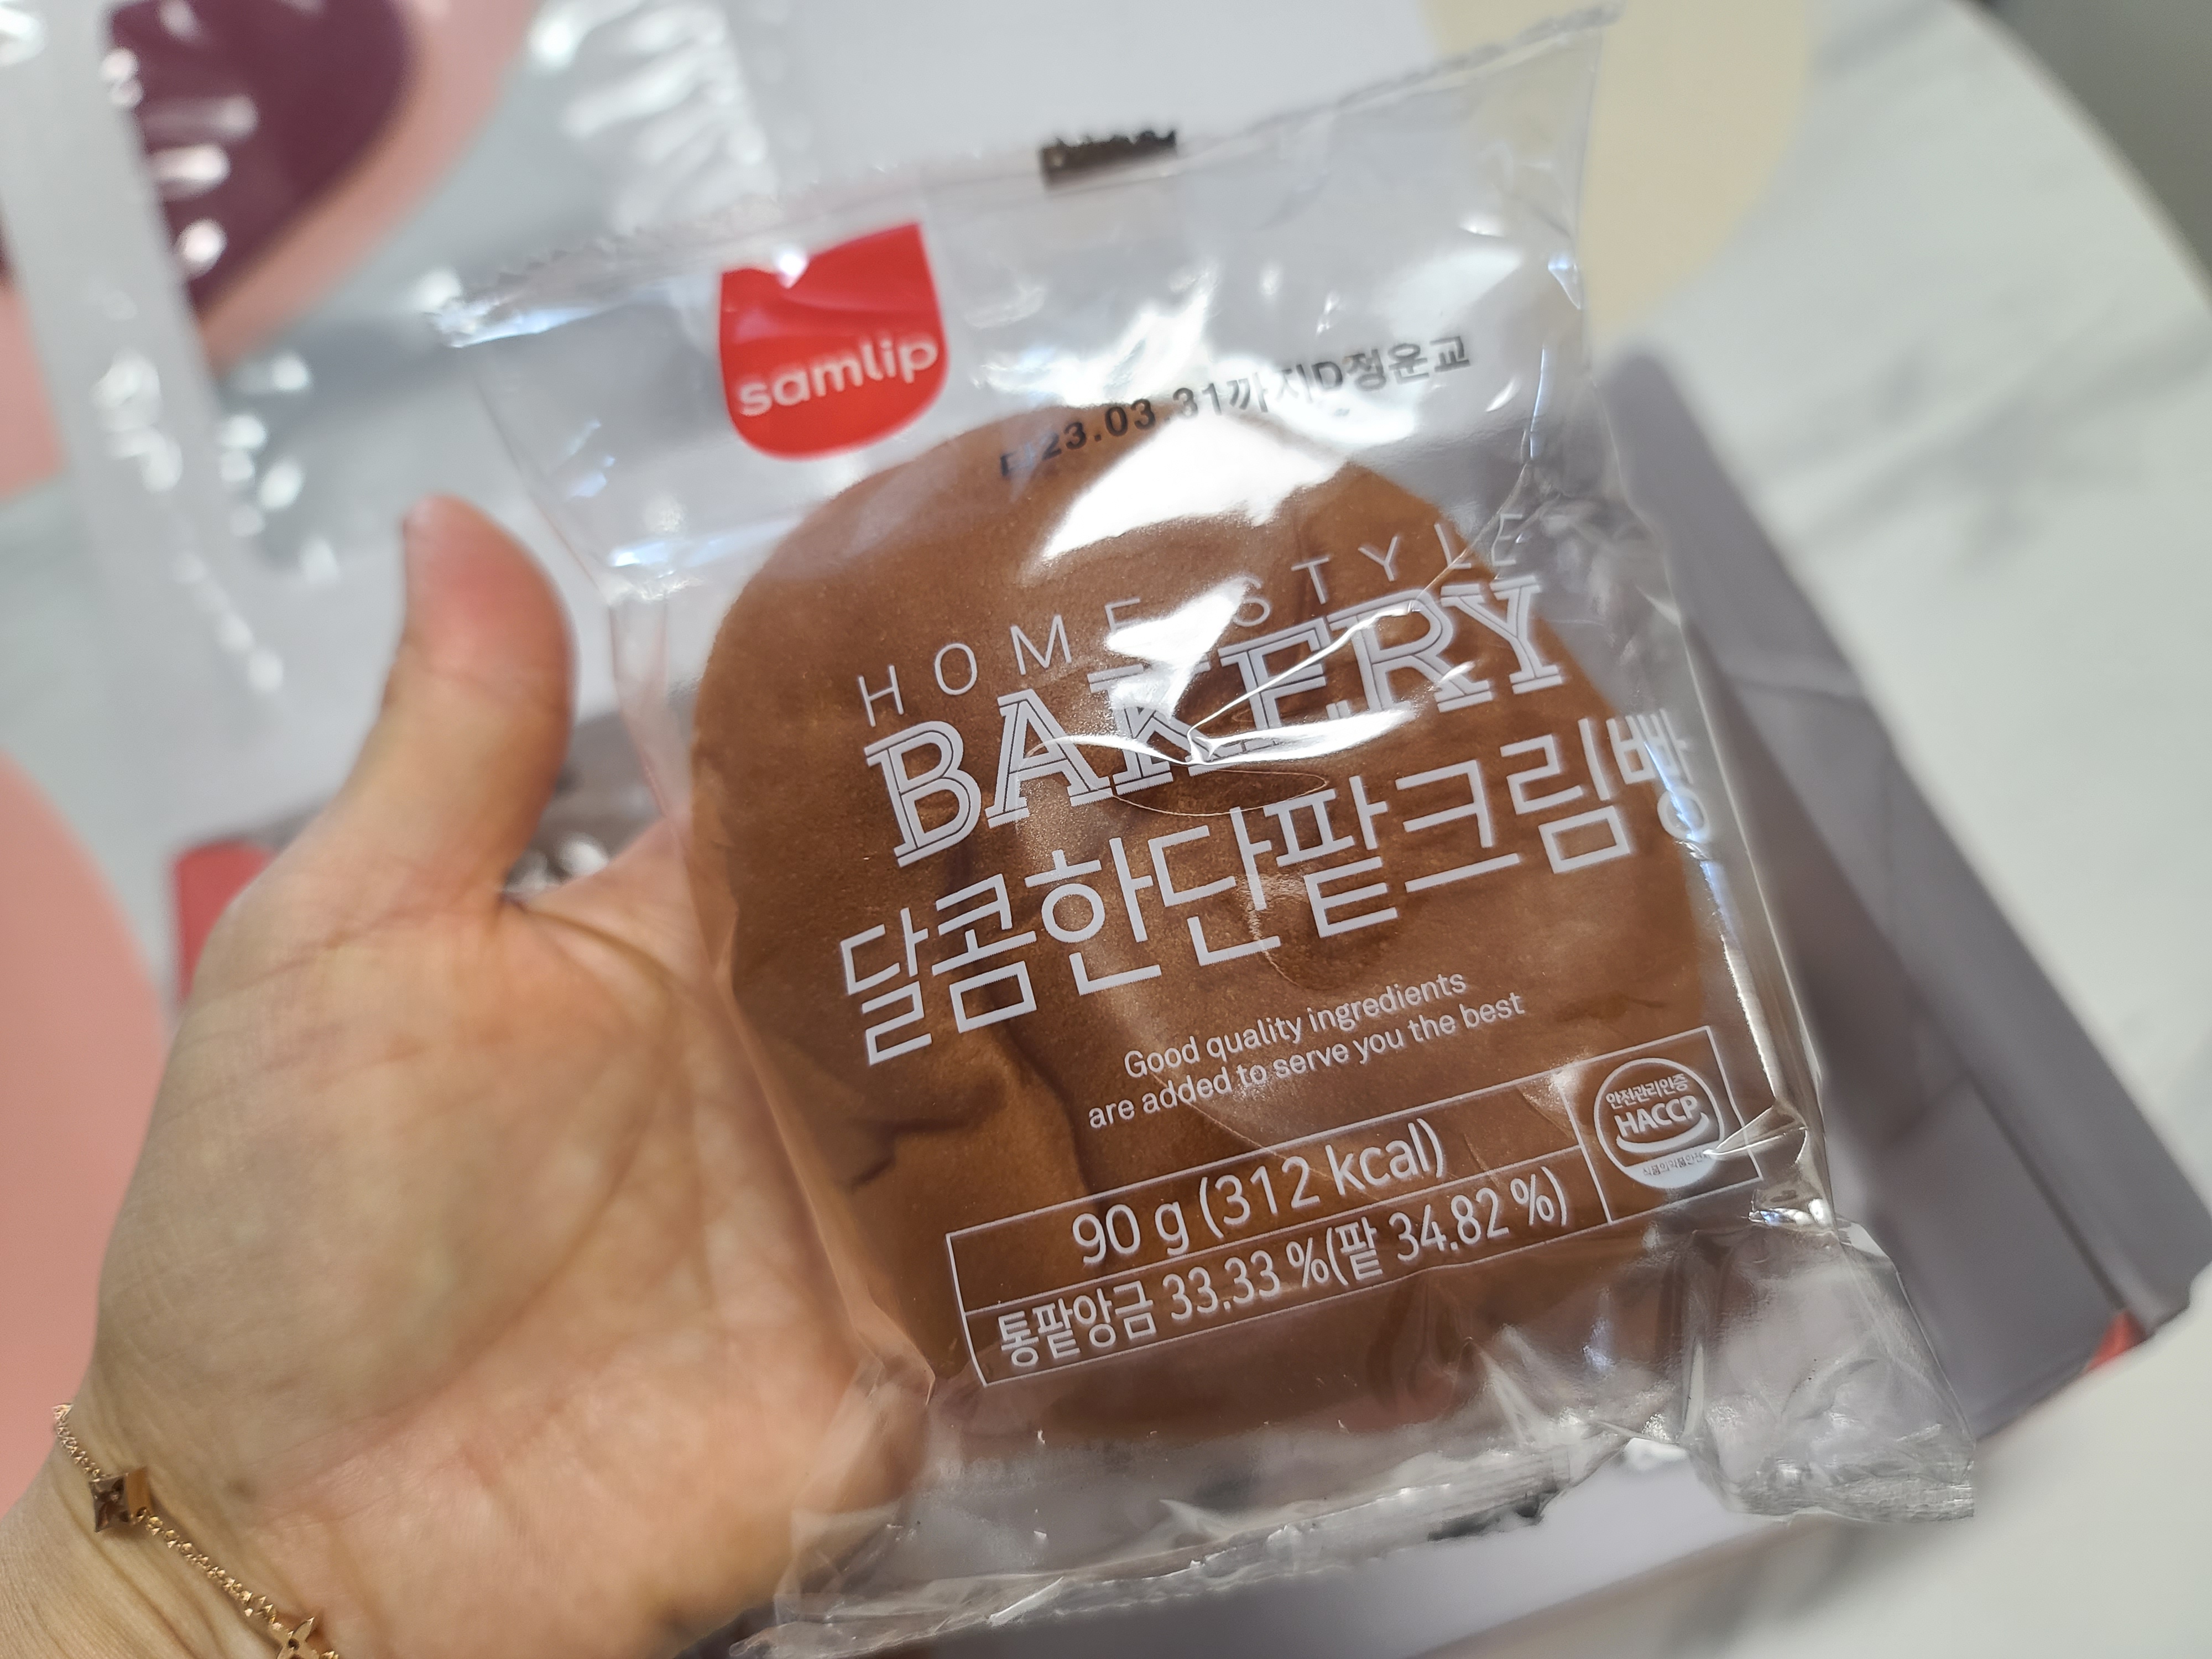 samlip
23.03.31까지D정운교
HOME STYLE
BAKERY
달콤한단팥크림빵
Good quality ingredients
are added to serve you the best
90 g (312 kcal)
통팥앙금 33.33 %(팥 34.82 %)
안전관리인증
HACCP